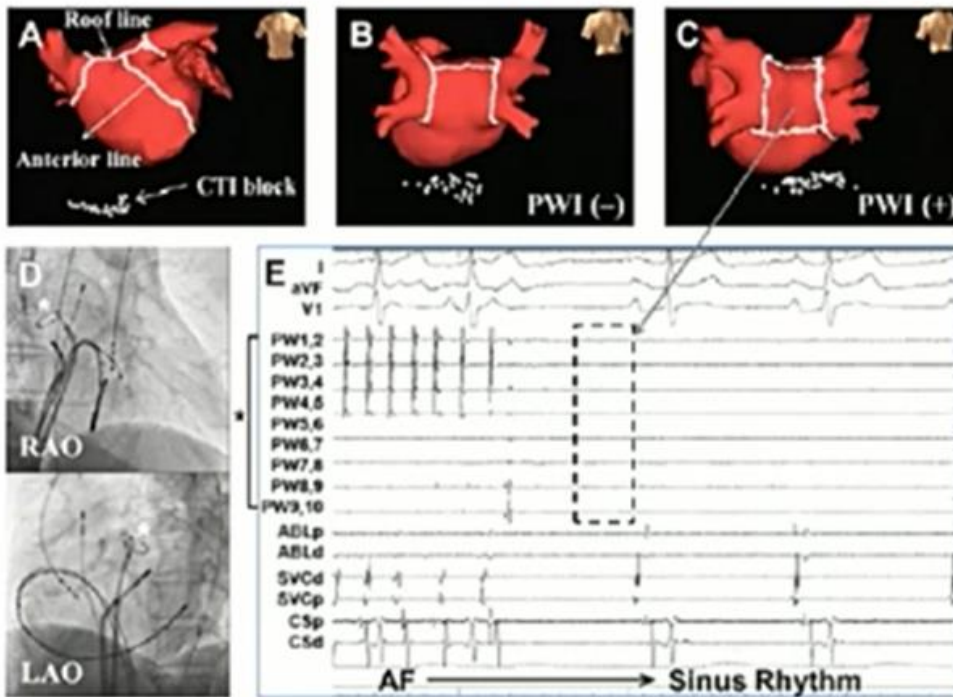 A
Roof line
Anterior line
CTI block
B
PWI (–)
C
PWI (+)
D
RAO
LAO
E
I
aVF
V1
*
PW1,2
PW2,3
PW3,4
PW4,5
PW5,6
PW6,7
PW7,8
PW8,9
PW9,10
ABLp
ABLd
SVCd
SVCp
CSp
CSd
AF
Sinus Rhythm